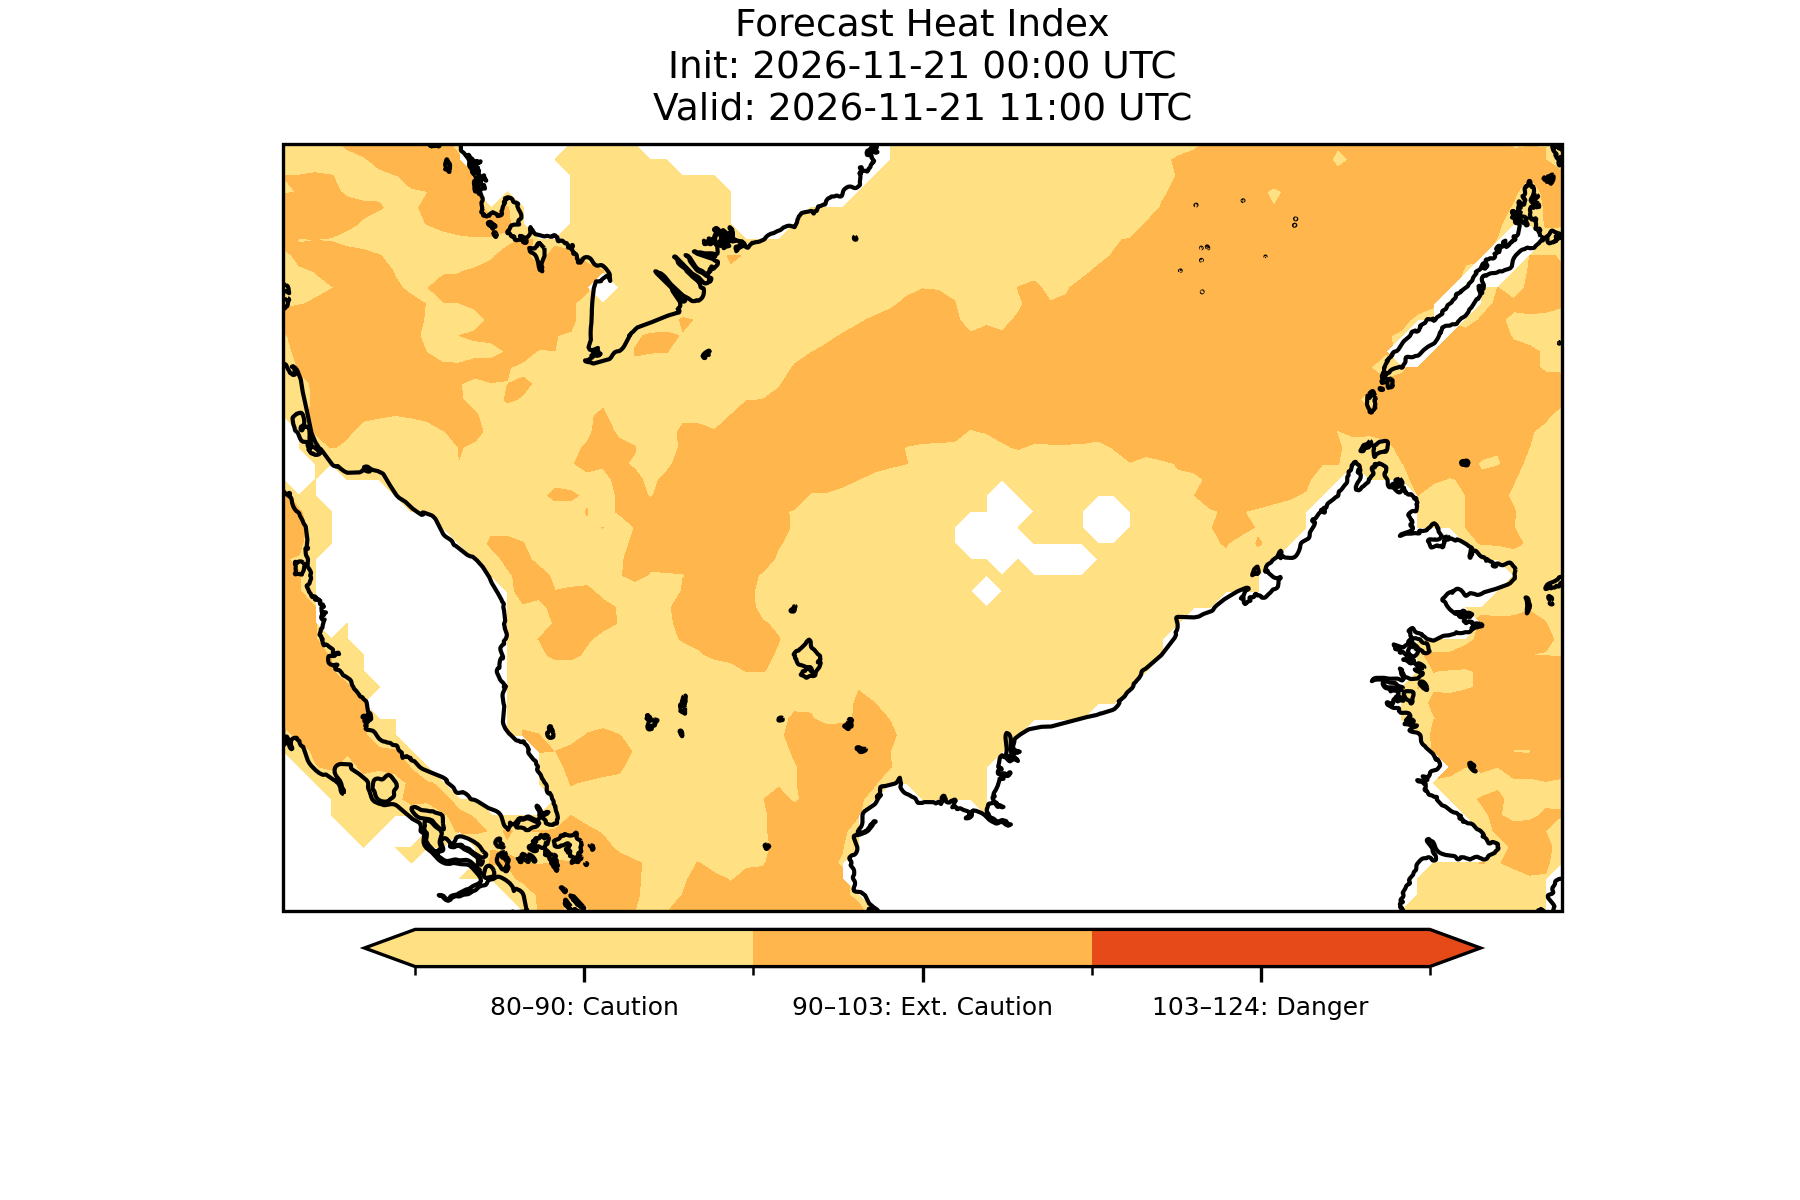 Forecast Heat Index
Init: 2026-11-21 00:00 UTC
Valid: 2026-11-21 11:00 UTC
80–90: Caution
90–103: Ext. Caution
103–124: Danger